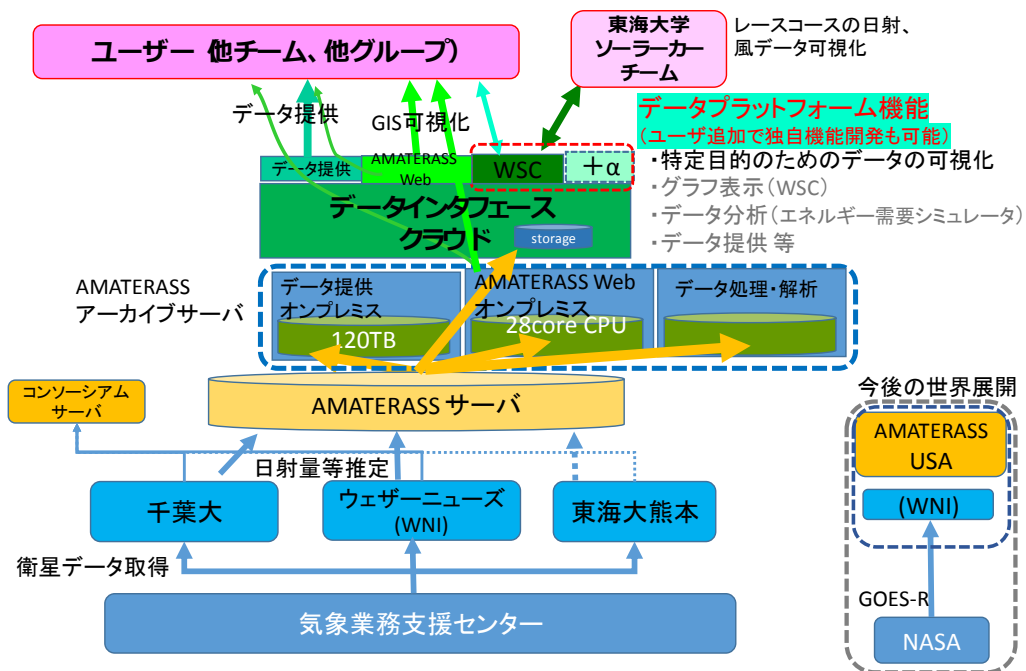 ユーザー（他チーム、他グループ）
東海大学
ソーラーカー
チーム
レースコースの日射、
風データ可視化
データ提供
GIS可視化
データプラットフォーム機能
（ユーザ追加で独自機能開発も可能）
・特定目的のためのデータの可視化
・グラフ表示（WSC）
・データ分析（エネルギー需要シミュレータ）
・データ提供 等
データ提供
AMATERASS
Web
WSC
＋α
データインタフェース
クラウド
storage
AMATERASS
アーカイブサーバ
データ提供
オンプレミス
120TB
AMATERASS Web
オンプレミス
28core CPU
データ処理・解析
コンソーシアム
サーバ
AMATERASS サーバ
今後の世界展開
AMATERASS
USA
(WNI)
GOES-R
NASA
日射量等推定
千葉大
ウェザーニューズ
(WNI)
東海大熊本
衛星データ取得
気象業務支援センター